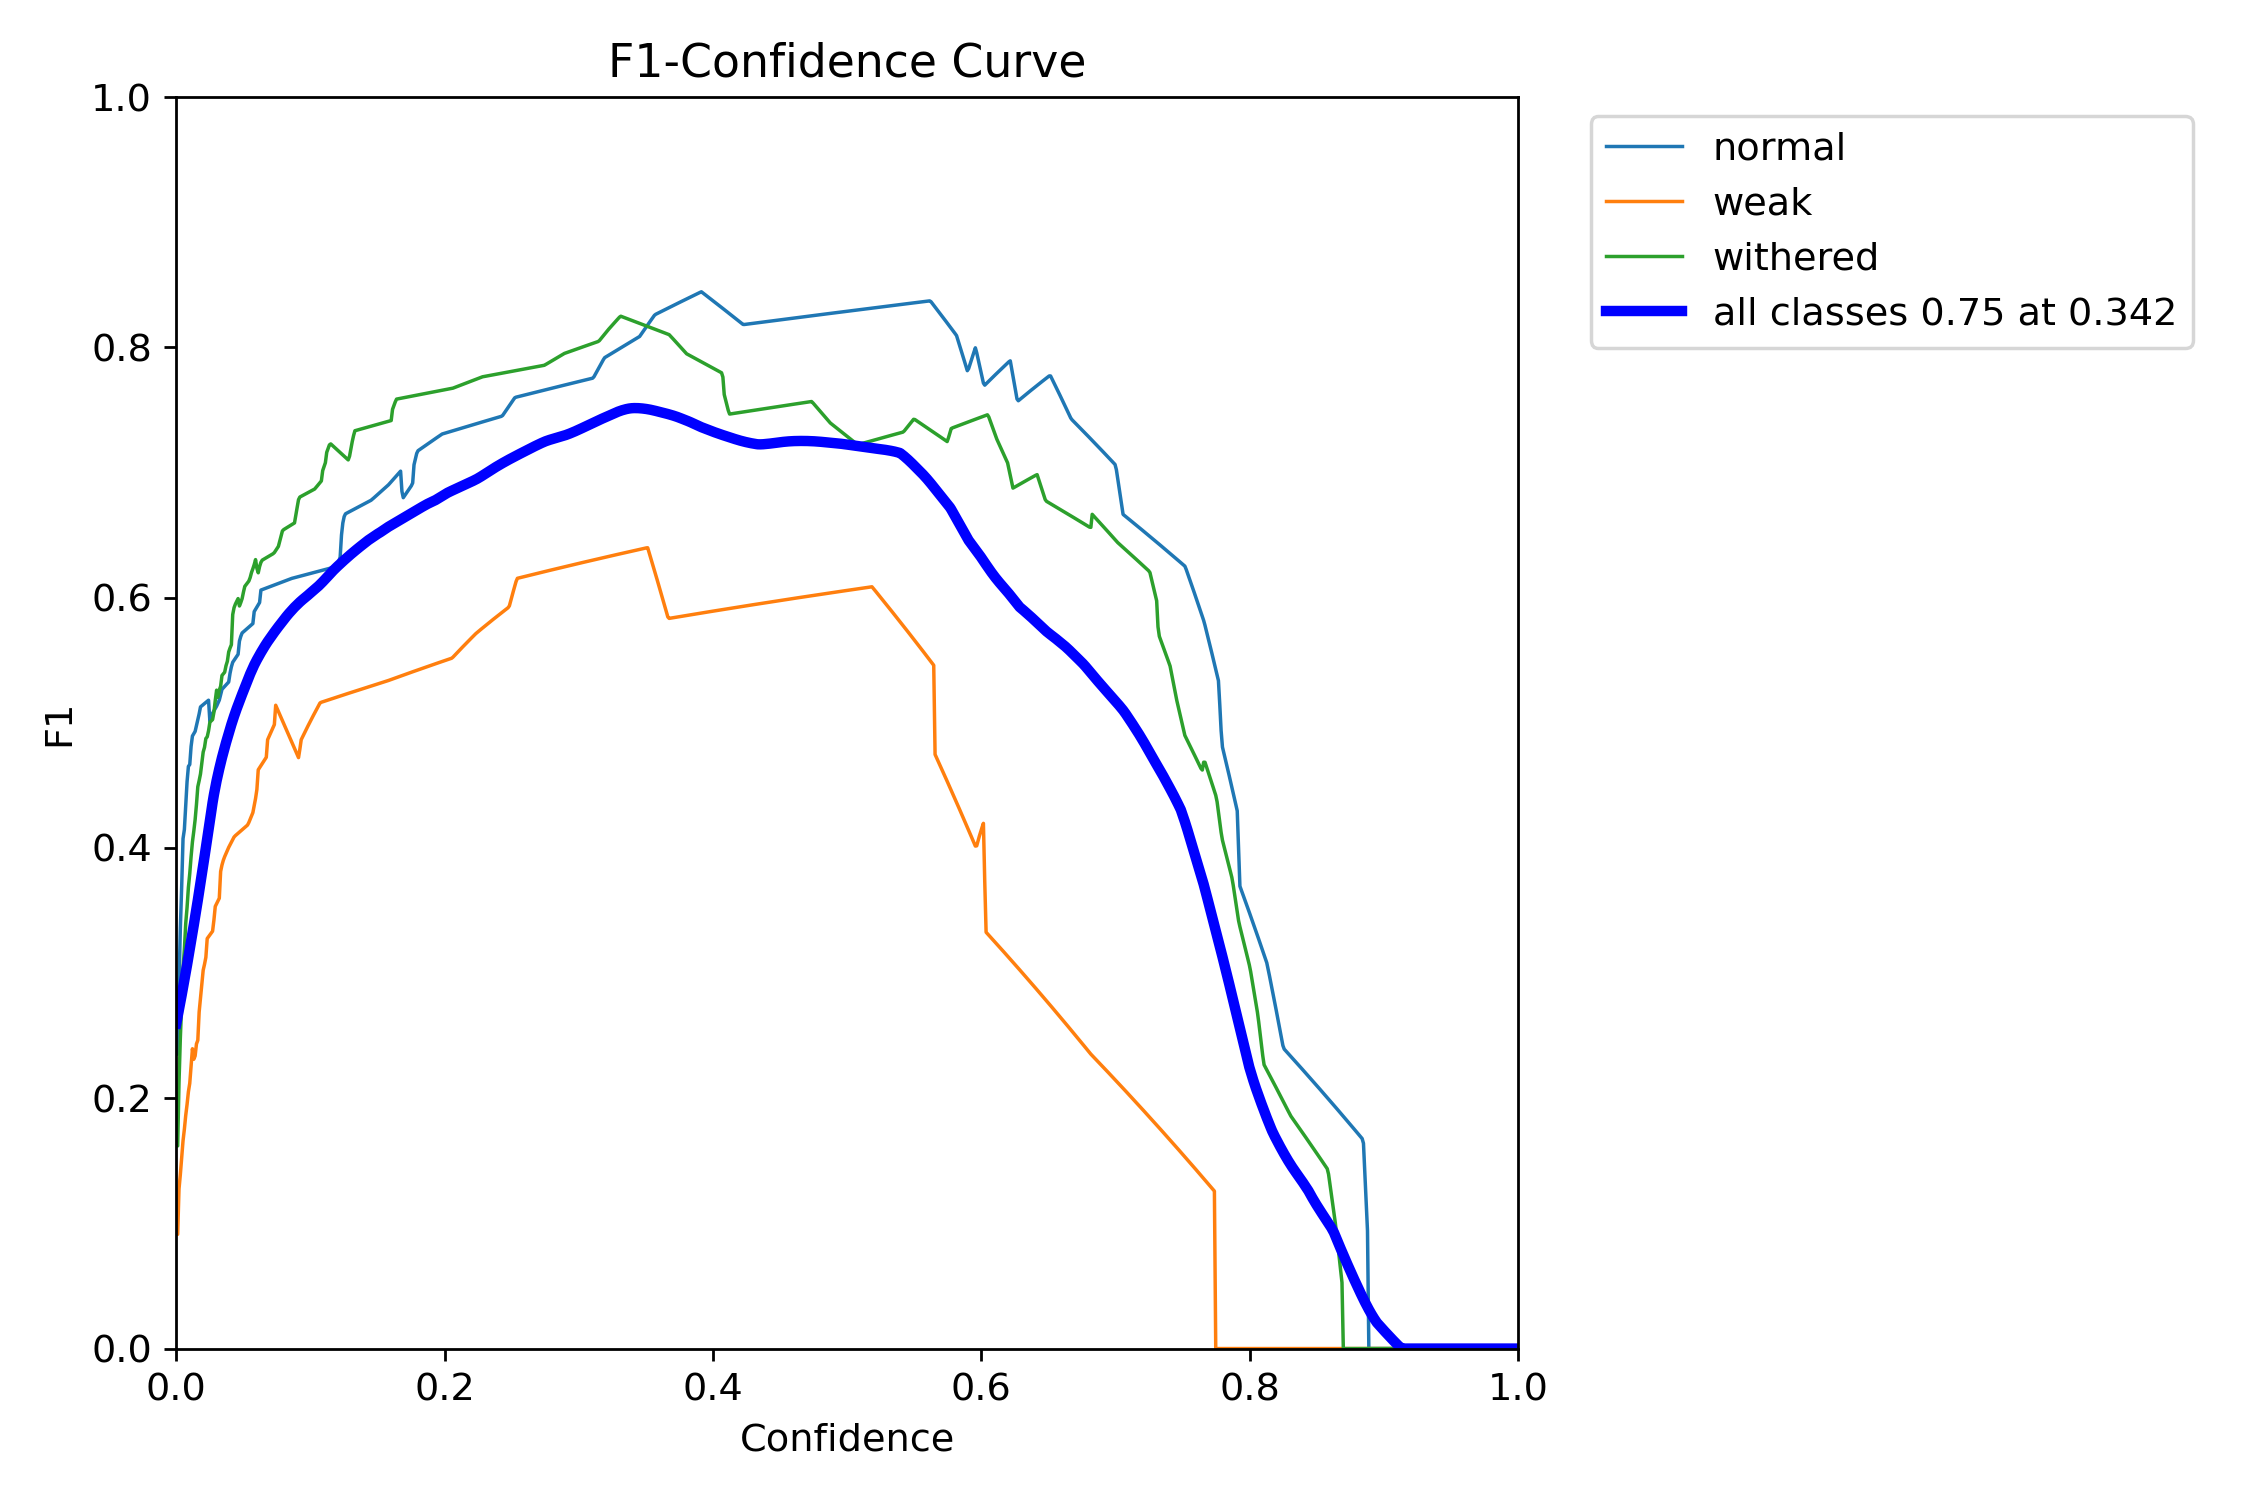 F1-Confidence Curve
1.0
0.8
0.6
0.4
0.2
0.0
F1
0.0 0.2 0.4 0.6 0.8 1.0
Confidence
normal
weak
withered
all classes 0.75 at 0.342